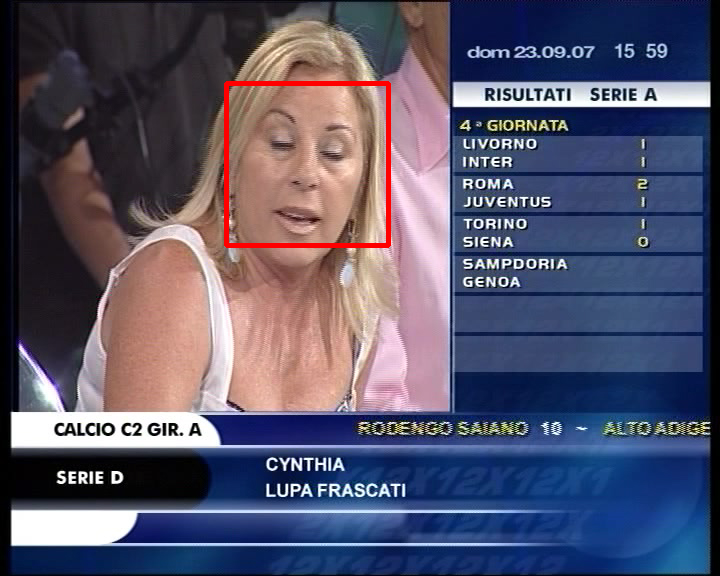 dom 23.09.07 15 59
RISULTATI SERIE A
4ª GIORNATA
LIVORNO 1
INTER 1
ROMA 2
JUVENTUS 1
TORINO 1
SIENA 0
SAMPDORIA
GENOA
CALCIO C2 GIR. A
RODENGO SAIANO 10 ~ ALTO ADIGE
SERIE D
CYNTHIA
LUPA FRASCATI